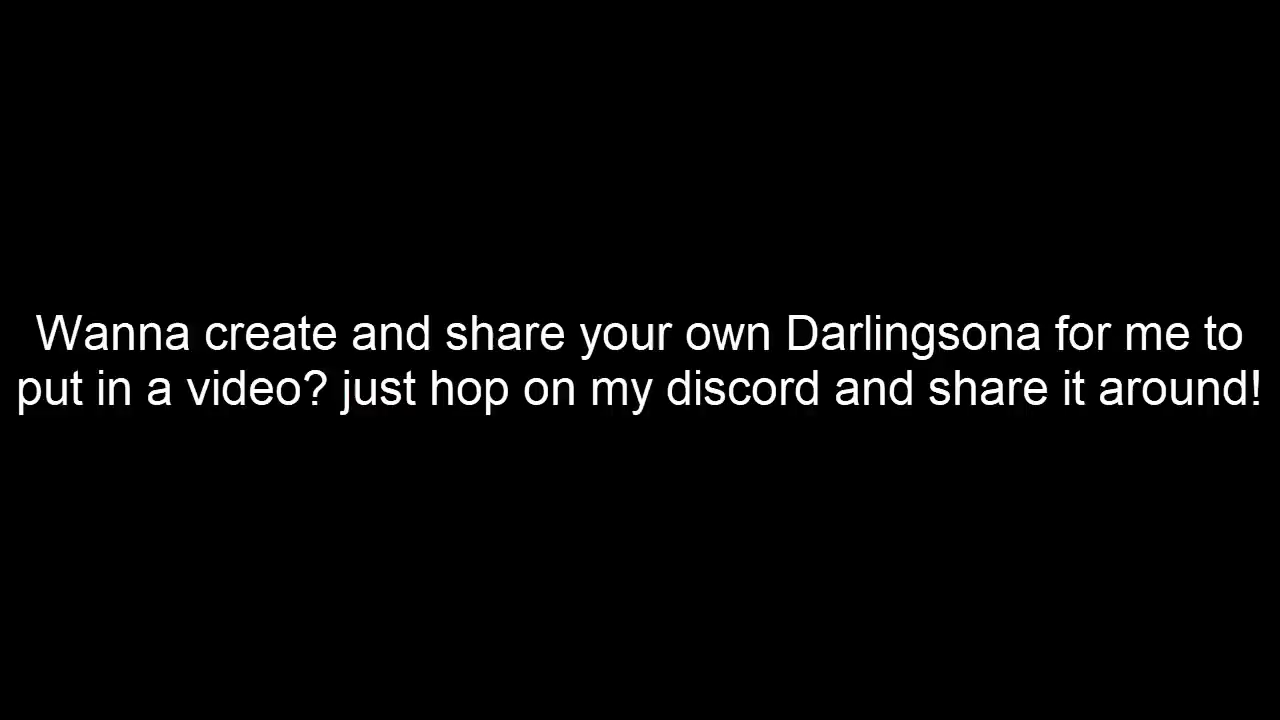 Wanna create and share your own Darlingsona for me to
put in a video? just hop on my discord and share it around!